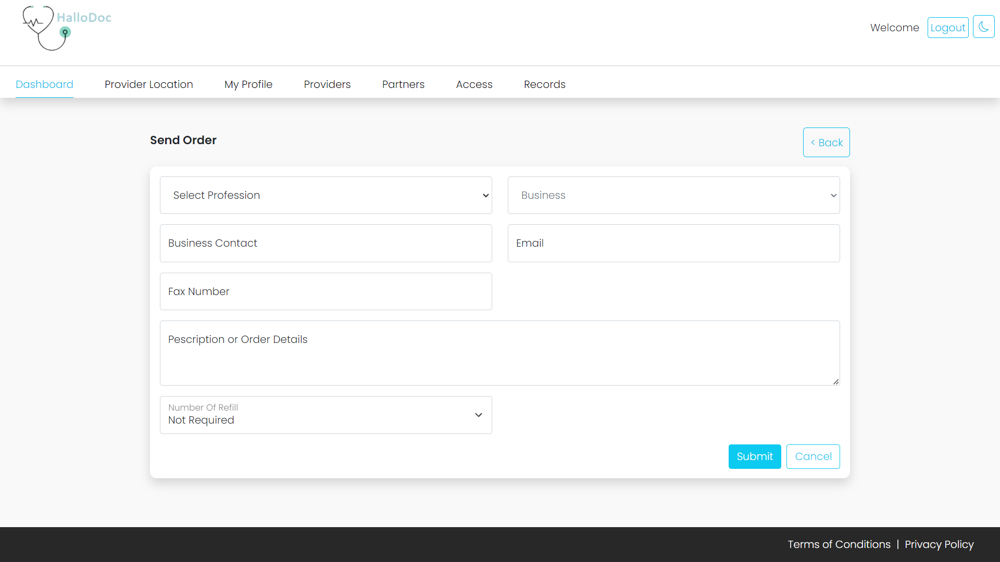 HalloDoc
Welcome Logout
Dashboard Provider Location My Profile Providers Partners Access Records
Send Order
< Back
Select Profession
Business
Business Contact
Email
Fax Number
Pescription or Order Details
Number Of Refill
Not Required
Submit Cancel
Terms of Conditions | Privacy Policy